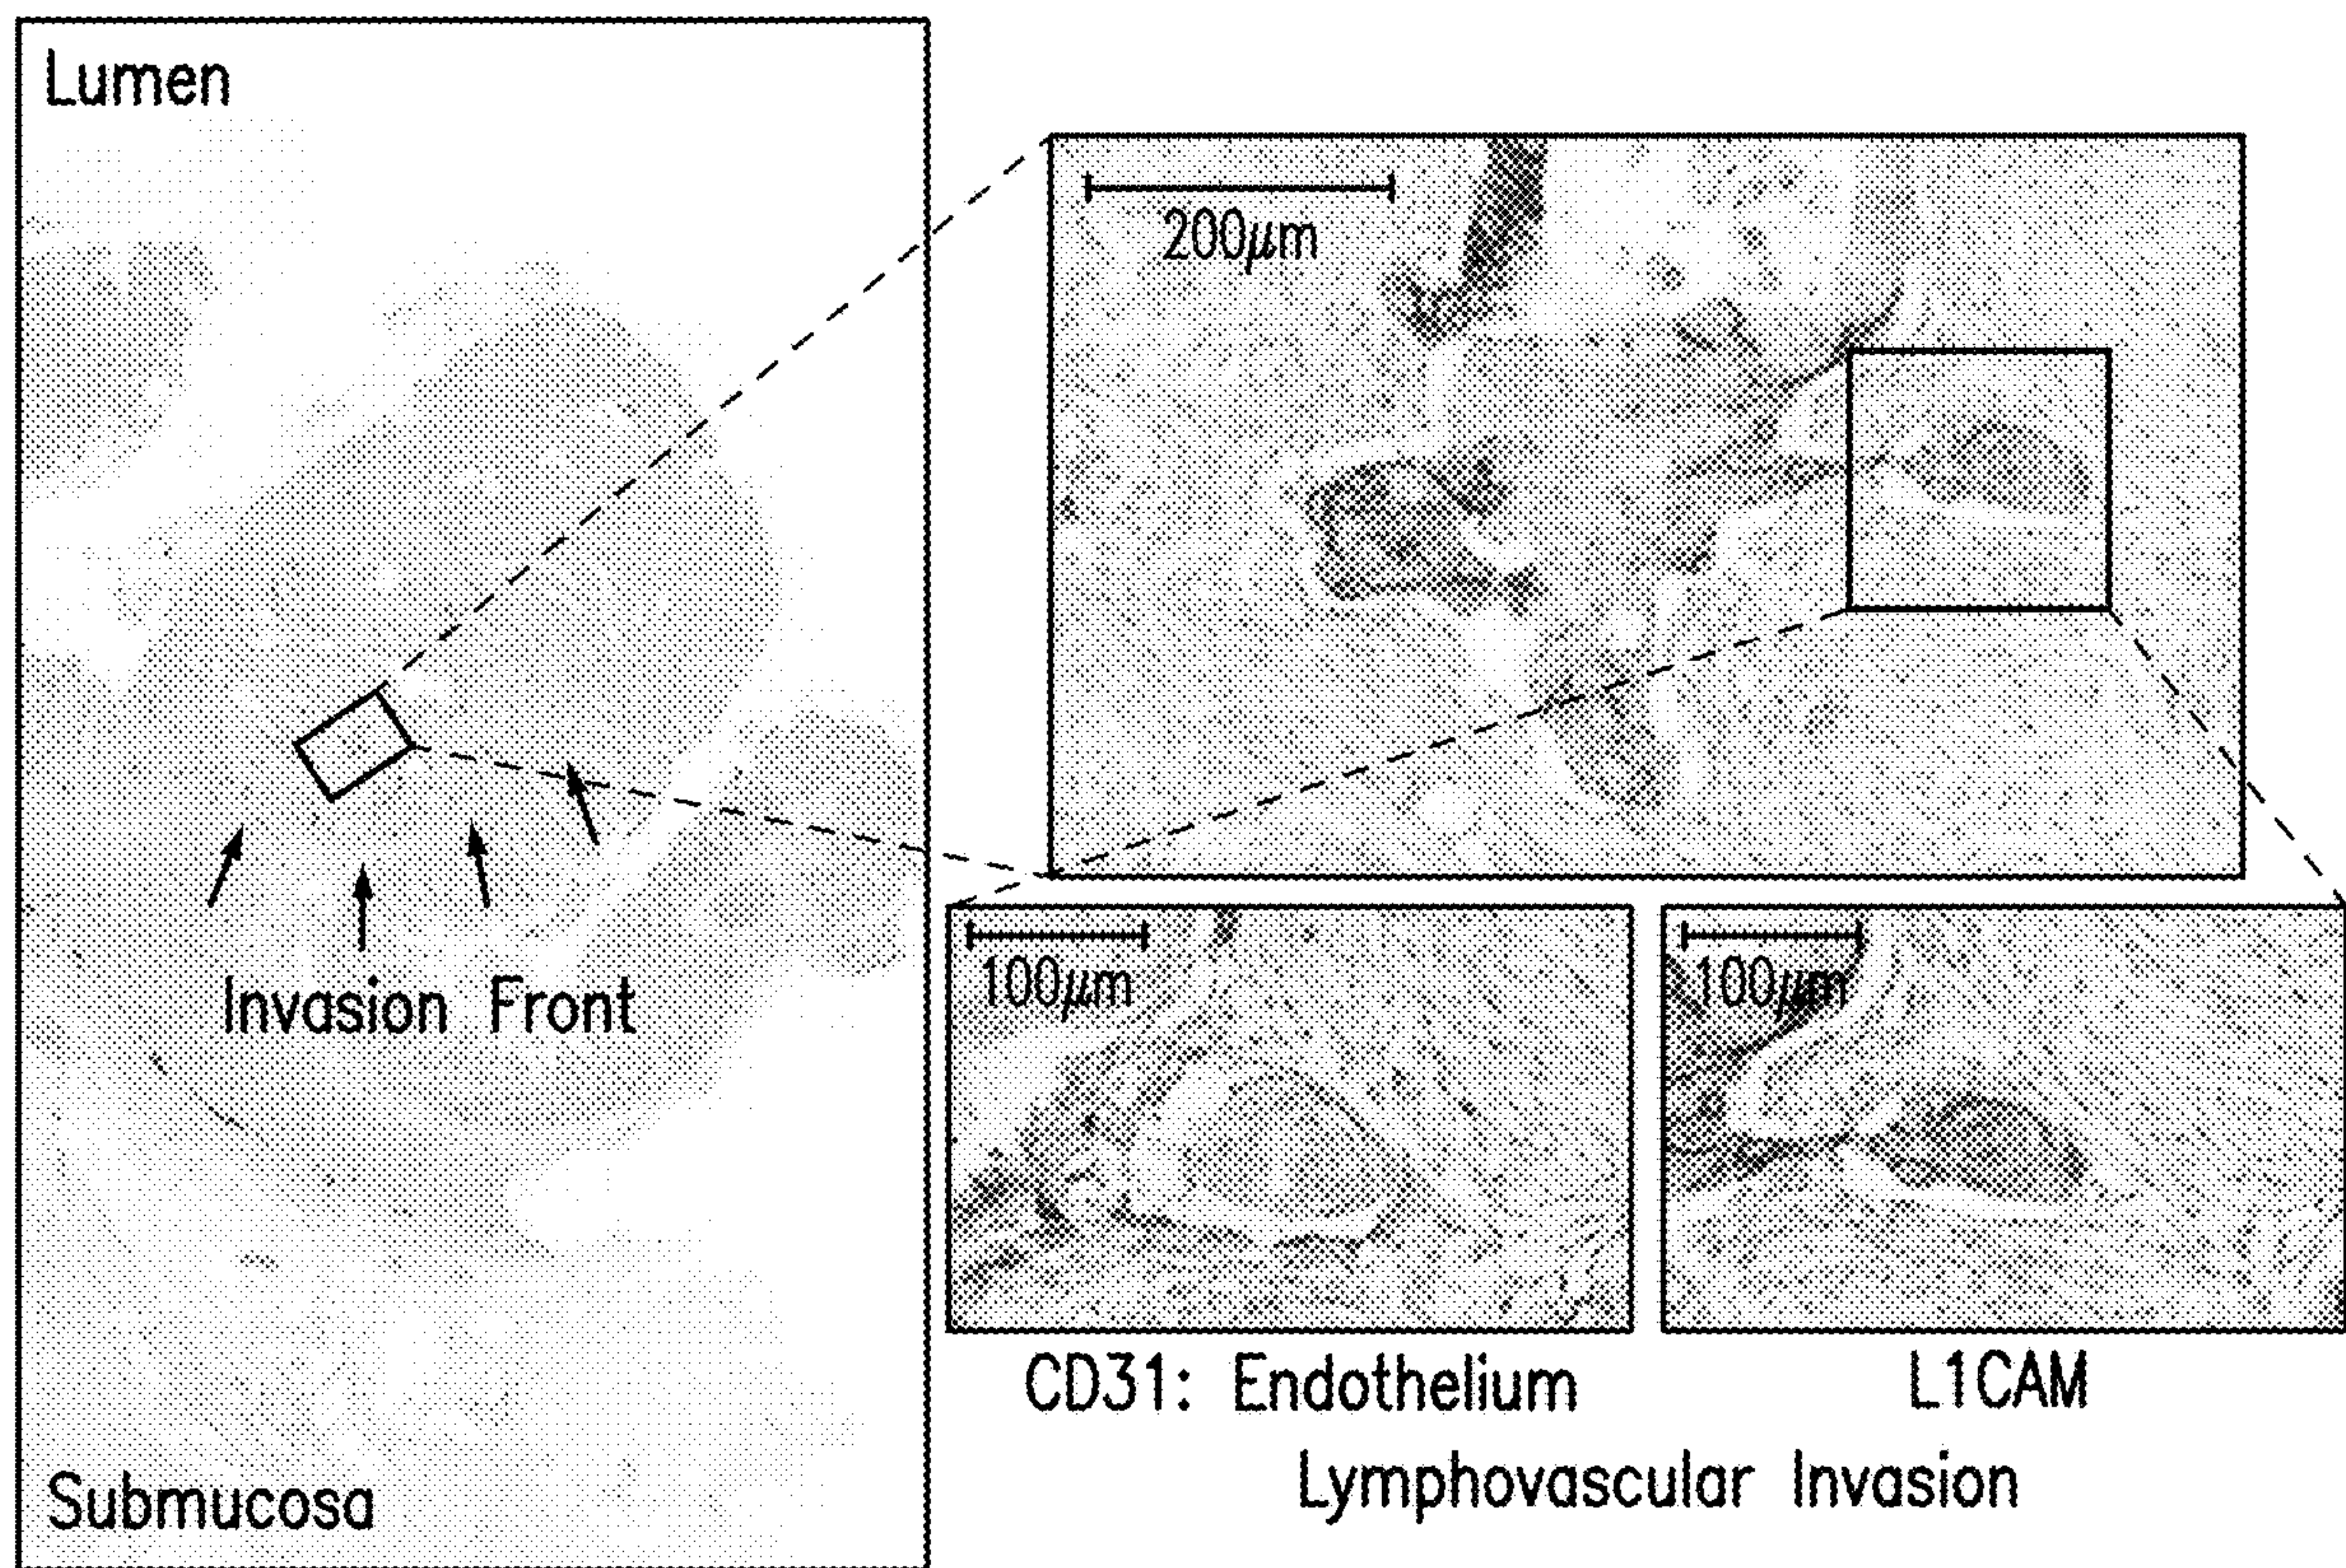 Lumen
200μm
Invasion Front
100μm
100μm
CD31: Endothelium
L1CAM
Lymphovascular Invasion
Submucosa